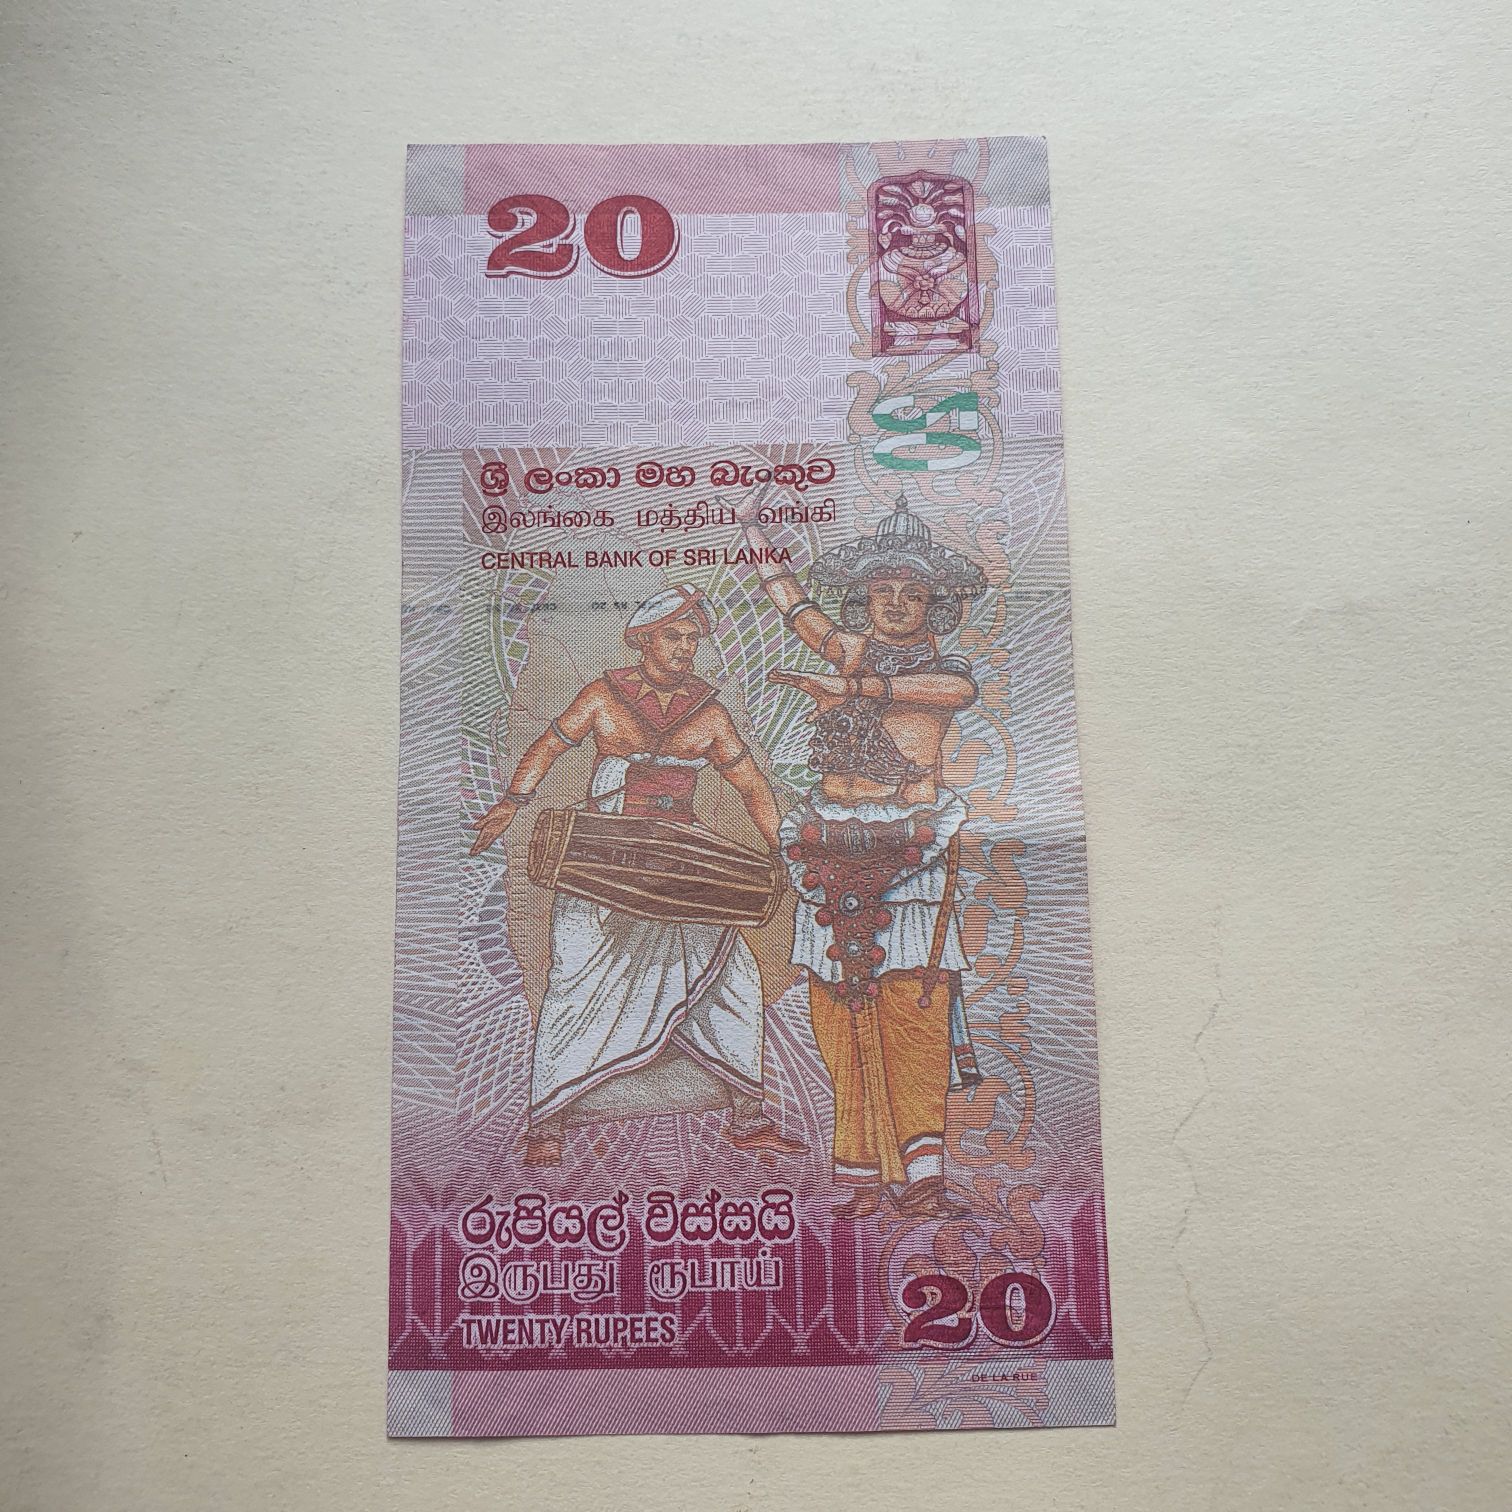 20
20
ශ්‍රී ලංකා මහ බැංකුව
இலங்கை மத்திய வங்கி
CENTRAL BANK OF SRI LANKA
රුපියල් විස්සයි
இருபது ரூபாய்
TWENTY RUPEES
20
DE LA RUE